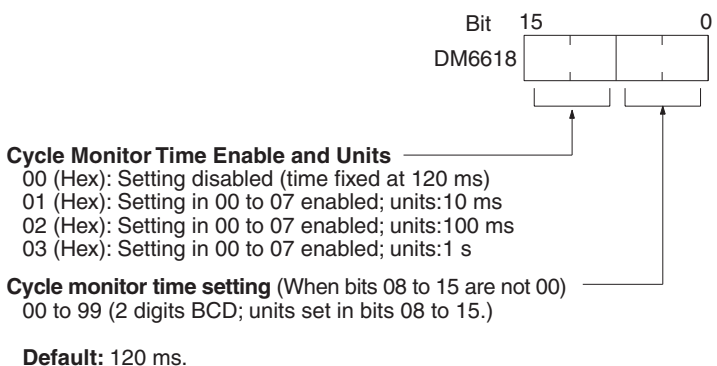 Bit 15 0
DM6618
Cycle Monitor Time Enable and Units
00 (Hex): Setting disabled (time fixed at 120 ms)
01 (Hex): Setting in 00 to 07 enabled; units:10 ms
02 (Hex): Setting in 00 to 07 enabled; units:100 ms
03 (Hex): Setting in 00 to 07 enabled; units:1 s
Cycle monitor time setting (When bits 08 to 15 are not 00)
00 to 99 (2 digits BCD; units set in bits 08 to 15.)
Default: 120 ms.